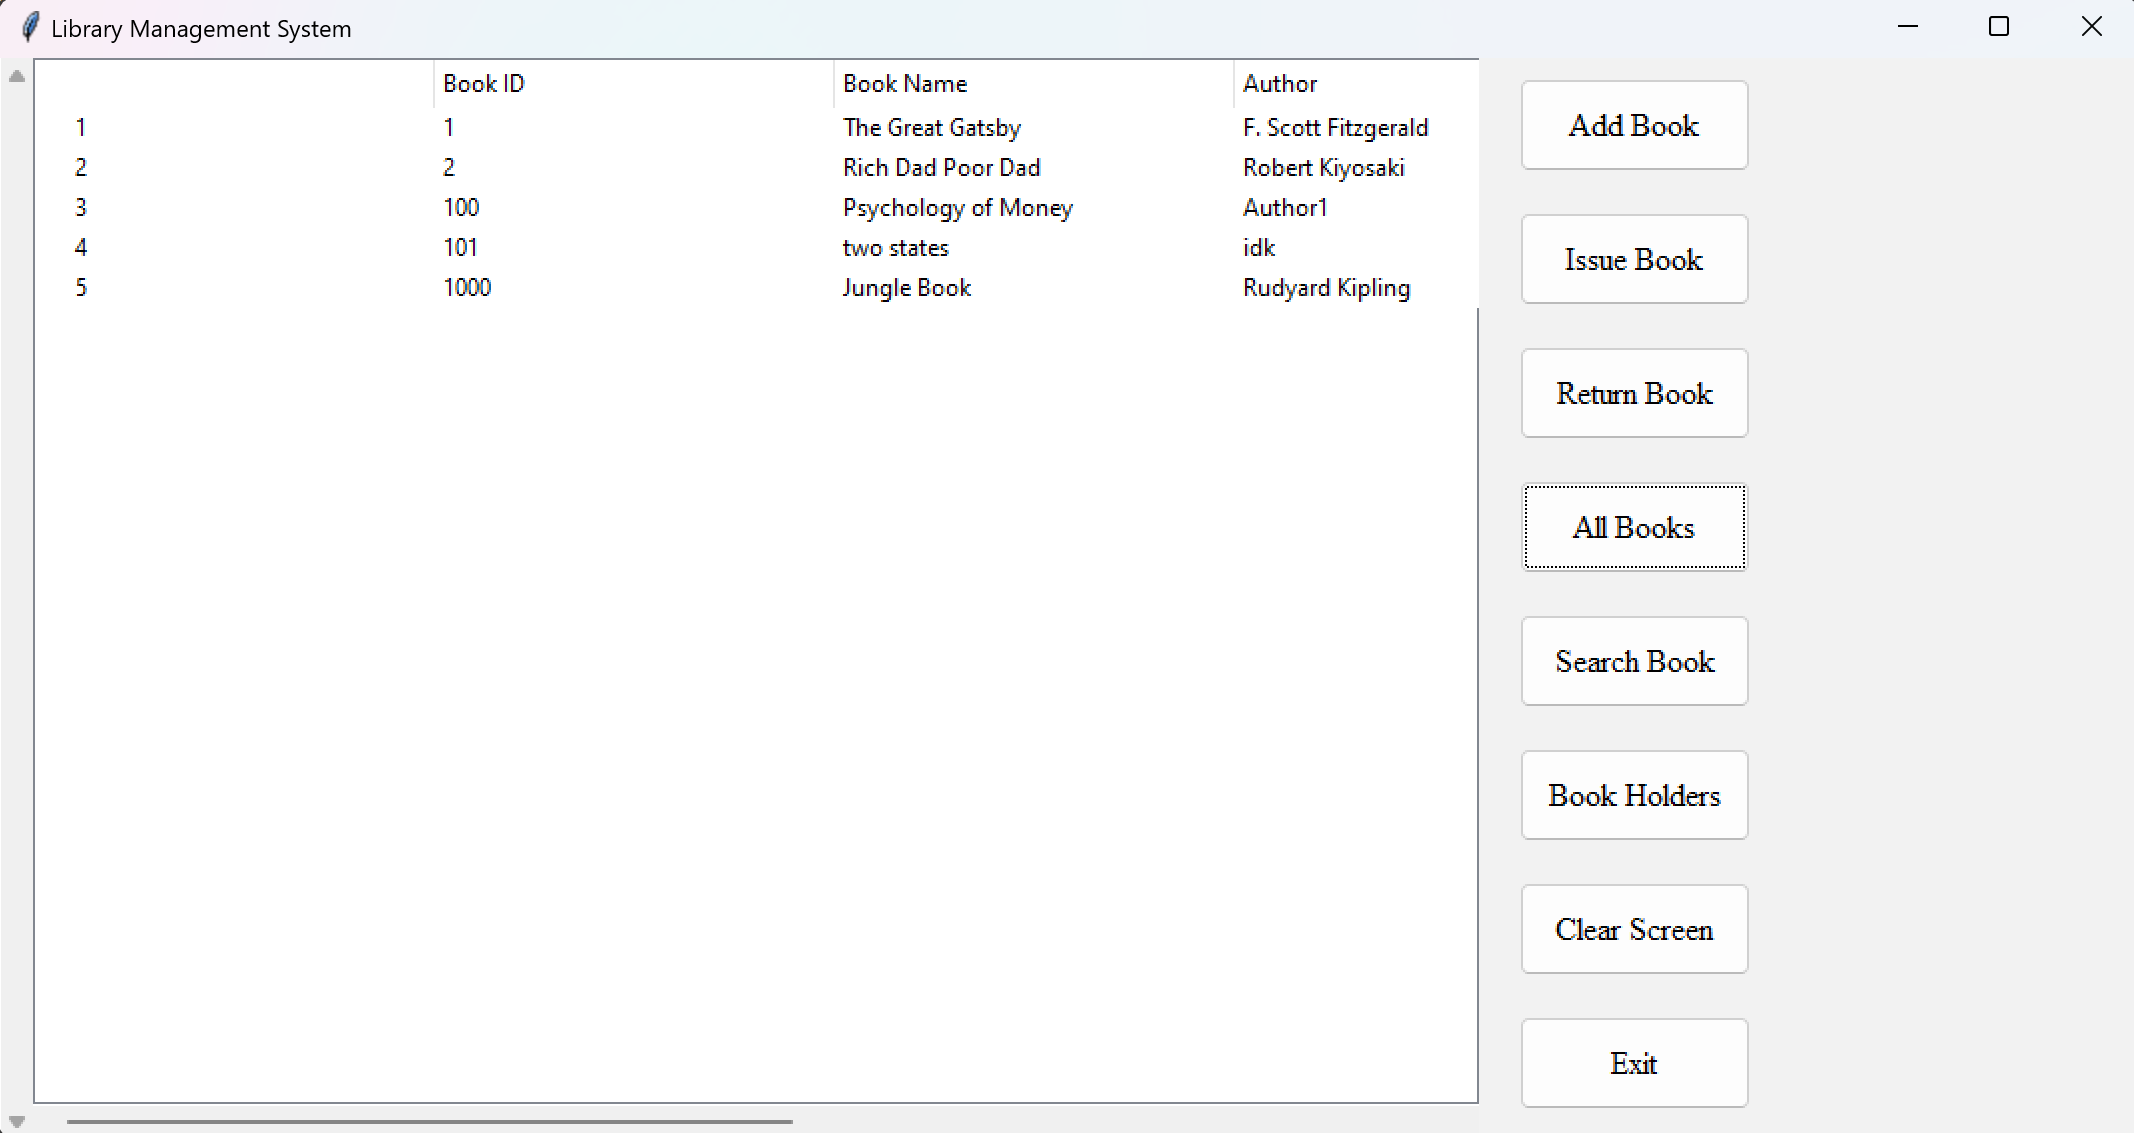 Library Management System
Book ID Book Name Author
1 1 The Great Gatsby F. Scott Fitzgerald
2 2 Rich Dad Poor Dad Robert Kiyosaki
3 100 Psychology of Money Author1
4 101 two states idk
5 1000 Jungle Book Rudyard Kipling
Add Book
Issue Book
Return Book
All Books
Search Book
Book Holders
Clear Screen
Exit